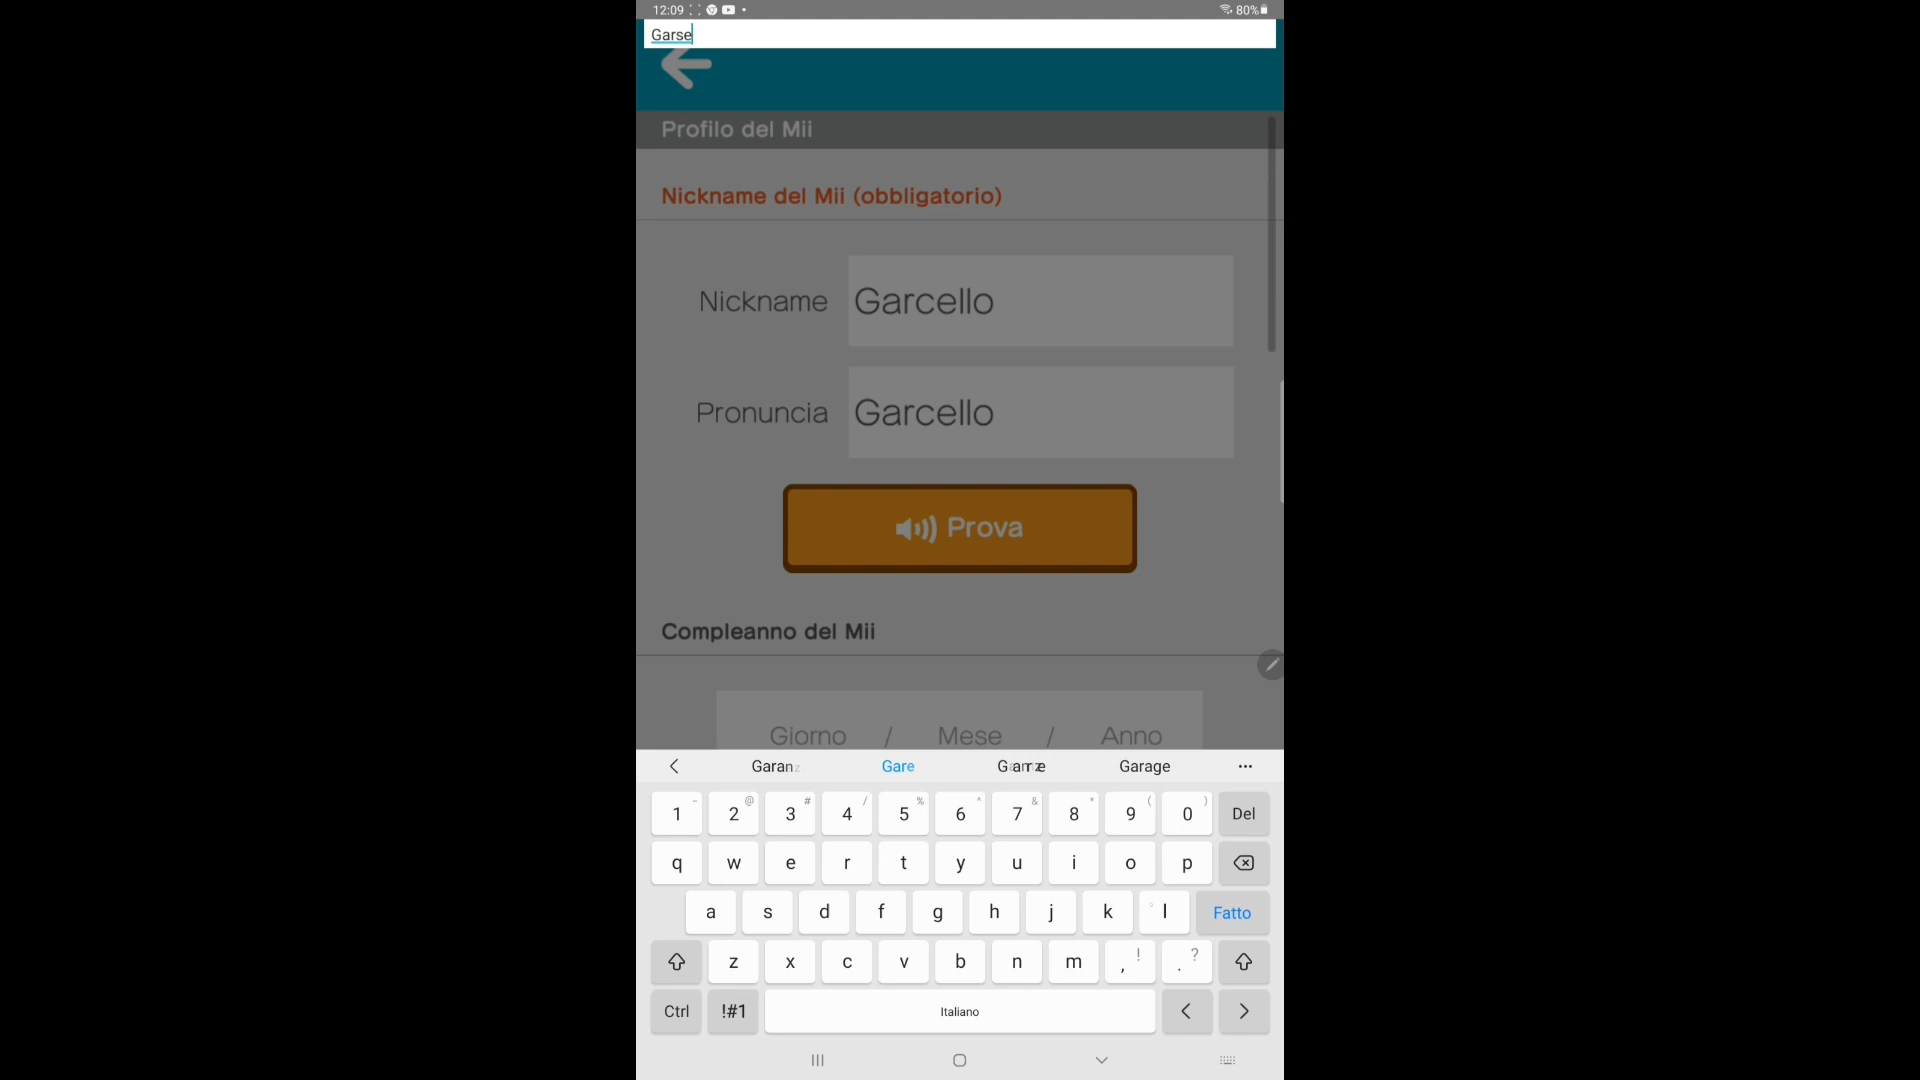 12:09 80%
Garse
Profilo del Mii
Nickname del Mii (obbligatorio)
Nickname Garcello
Pronuncia Garcello
Prova
Compleanno del Mii
Giorno / Mese / Anno
Gare Garage
1 - 2 @ 3 # 4 / 5 % 6 ^ 7 & 8 * 9 ( 0 ) Del
q w e r t y u i o p
a s d f g h j k l Fatto
z x c v b n m , ! . ?
Ctrl !#1 Italiano < >